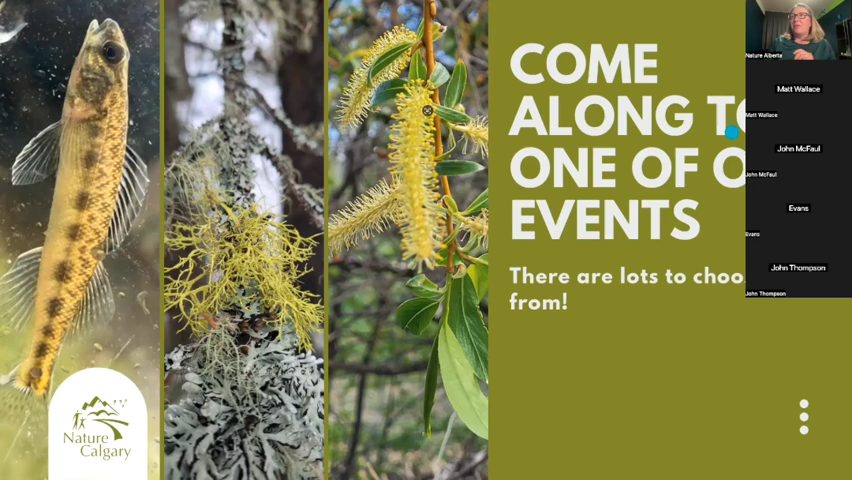 COME
ALONG TO
ONE OF O
EVENTS
There are lots to choo
from!
Nature
Calgary
Nature Alberta
Matt Wallace
Matt Wallace
John McFaul
John McFaul
Evans
Evans
John Thompson
John Thompson